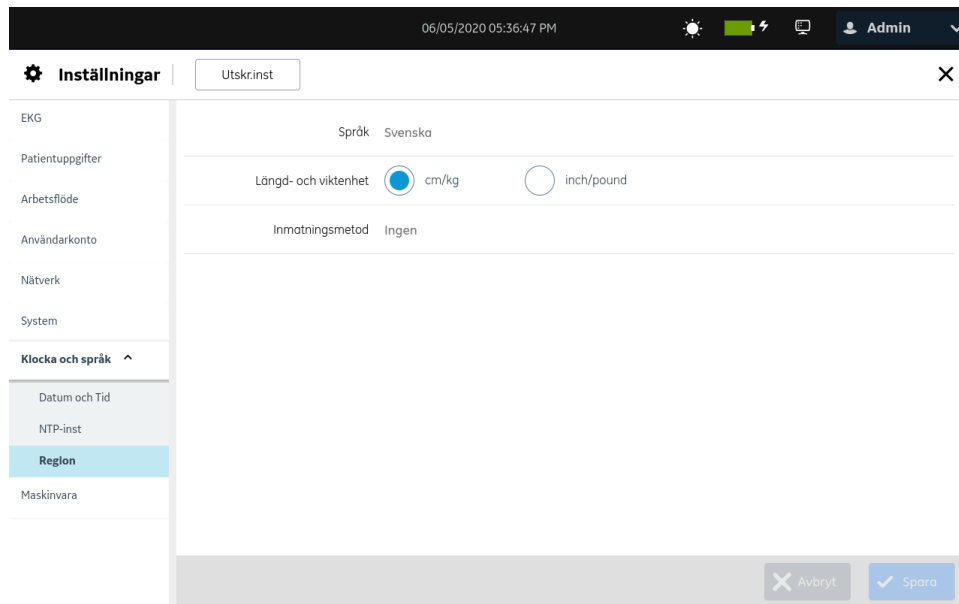 06/05/2020 05:36:47 PM
Admin
Inställningar
Utskr.inst
EKG
Patientuppgifter
Arbetsflöde
Användarkonto
Nätverk
System
Klocka och språk
Datum och Tid
NTP-inst
Region
Maskinvara
Språk Svenska
Längd- och viktenhet cm/kg inch/pound
Inmatningsmetod Ingen
Avbryt Spara